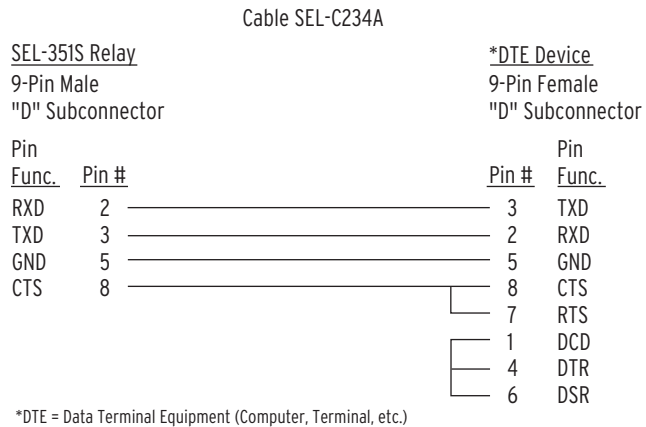 Cable SEL-C234A
SEL-351S Relay *DTE Device
9-Pin Male 9-Pin Female
"D" Subconnector "D" Subconnector
Pin Pin
Func. Pin # Pin # Func.
RXD 2 3 TXD
TXD 3 2 RXD
GND 5 5 GND
CTS 8 8 CTS
7 RTS
1 DCD
4 DTR
6 DSR
*DTE = Data Terminal Equipment (Computer, Terminal, etc.)